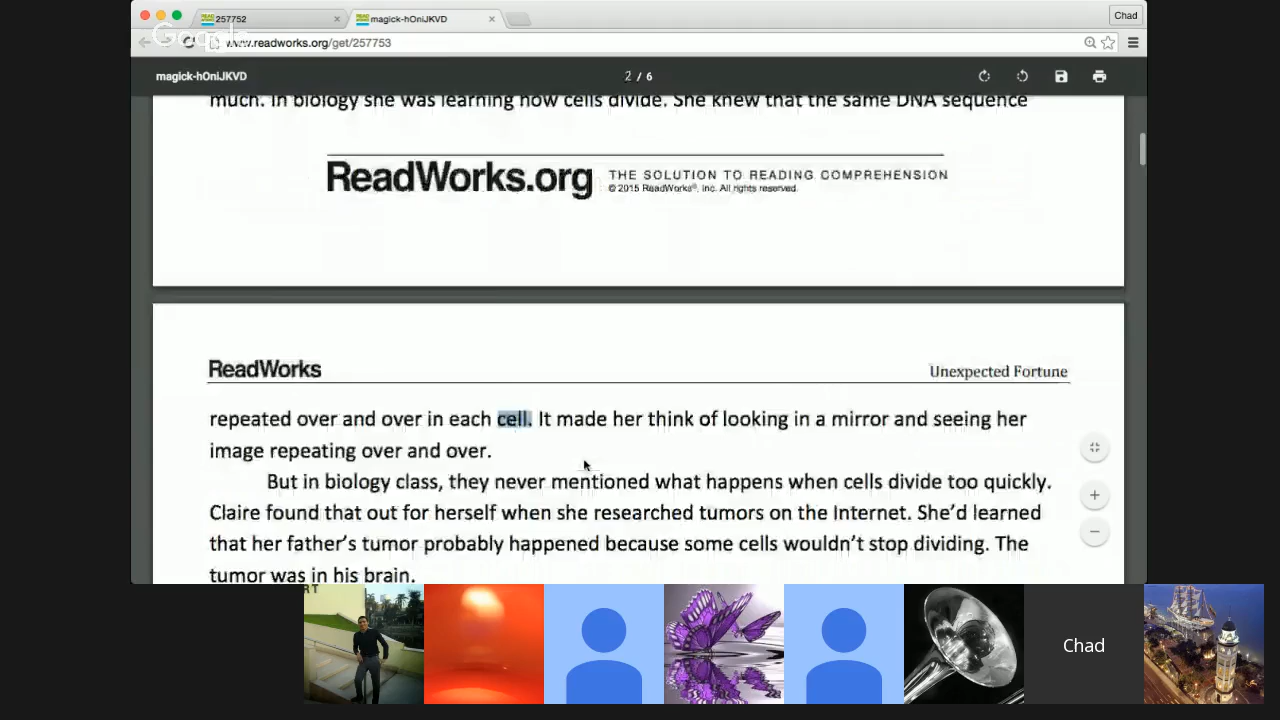 257752
magick-hOniJKVD
Chad
Google
www.readworks.org/get/257753
magick-hOniJKVD
2 / 6
much. In biology she was learning how cells divide. She knew that the same DNA sequence
ReadWorks.org
THE SOLUTION TO READING COMPREHENSION
© 2015 ReadWorks®, Inc. All rights reserved.
ReadWorks
Unexpected Fortune
repeated over and over in each cell. It made her think of looking in a mirror and seeing her
image repeating over and over.
But in biology class, they never mentioned what happens when cells divide too quickly.
Claire found that out for herself when she researched tumors on the Internet. She’d learned
that her father’s tumor probably happened because some cells wouldn’t stop dividing. The
tumor was in his brain.
Chad